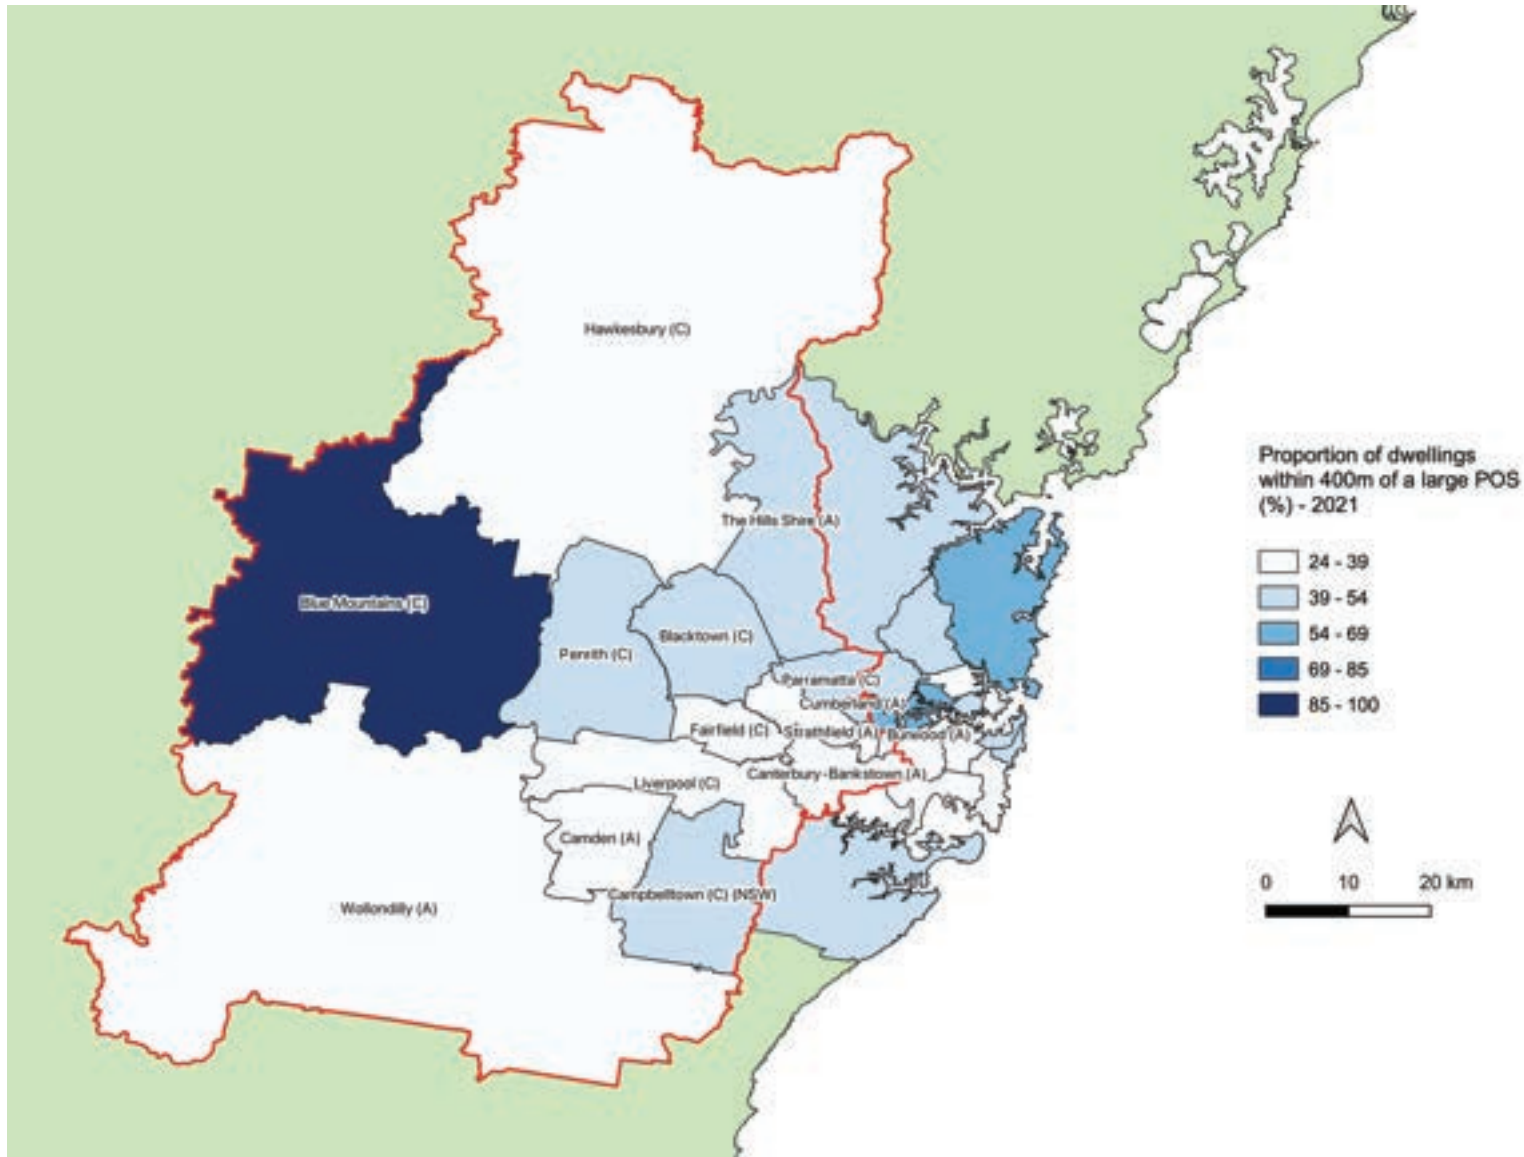 Hawkesbury (C)
Proportion of dwellings
within 400m of a large POS
(%) - 2021
The Hills Shire (A)
24 - 39
39 - 54
54 - 69
69 - 85
85 - 100
Blue Mountains (C)
Blacktown (C)
Penrith (C)
Parramatta (C)
Cumberland (A)
Fairfield (C)
Strathfield (A)
Burwood (A)
Canterbury-Bankstown (A)
Liverpool (C)
Camden (A)
Campbelltown (C) (NSW)
Wollondilly (A)
0 10 20 km